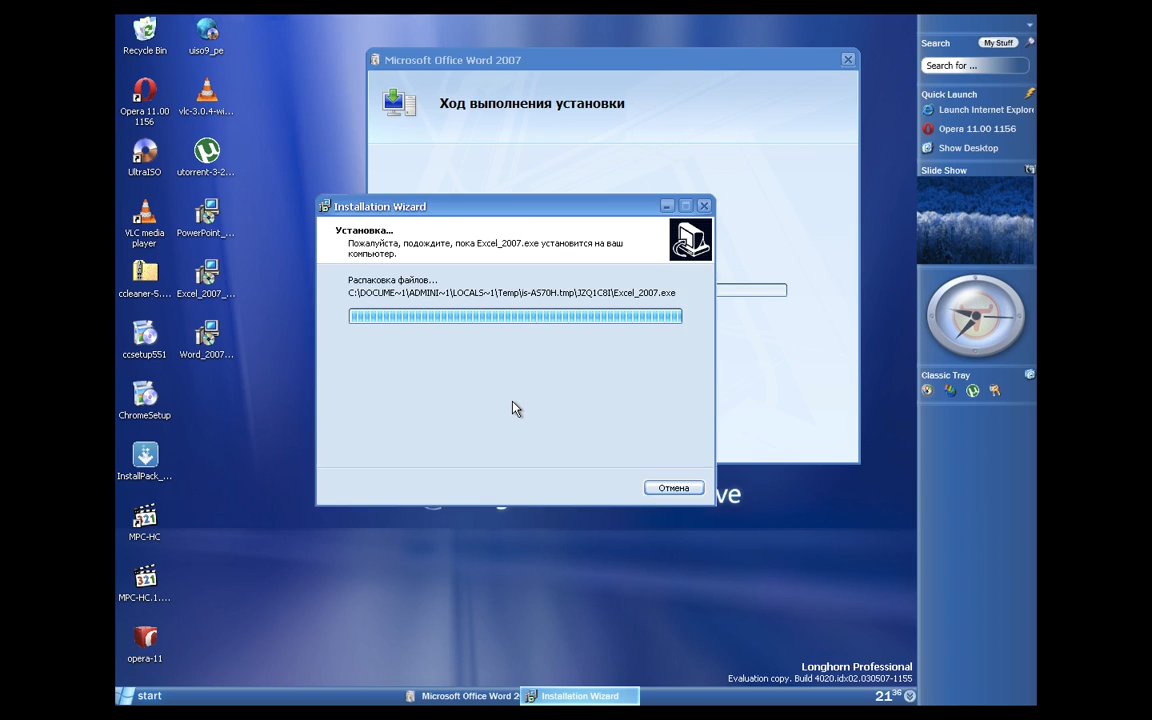 Recycle Bin
uiso9_pe
Opera 11.00
1156
vlc-3.0.4-wi...
UltraISO
utorrent-3-2...
VLC media
player
PowerPoint_...
ccleaner-5....
Excel_2007_...
ccsetup551
Word_2007...
ChromeSetup
InstallPack_...
MPC-HC
MPC-HC.1....
opera-11
Microsoft Office Word 2007
Ход выполнения установки
Installation Wizard
Установка...
Пожалуйста, подождите, пока Excel_2007.exe установится на ваш
компьютер.
Распаковка файлов...
C:\DOCUME~1\ADMINI~1\LOCALS~1\Temp\is-AS70H.tmp\JZQ1C8I\Excel_2007.exe
Отмена
Search
My Stuff
Search for ...
Quick Launch
Launch Internet Explore
Opera 11.00 1156
Show Desktop
Slide Show
Classic Tray
Longhorn Professional
Evaluation copy. Build 4020.idx02.030507-1155
start
Microsoft Office Word 2
Installation Wizard
21 36